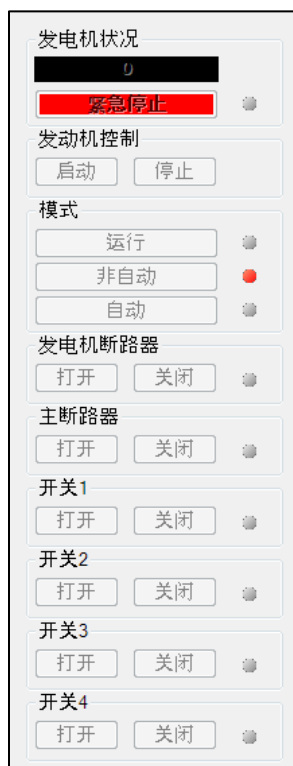 发电机状况
0
紧急停止
发动机控制
启动 停止
模式
运行
非自动
自动
发电机断路器
打开 关闭
主断路器
打开 关闭
开关1
打开 关闭
开关2
打开 关闭
开关3
打开 关闭
开关4
打开 关闭